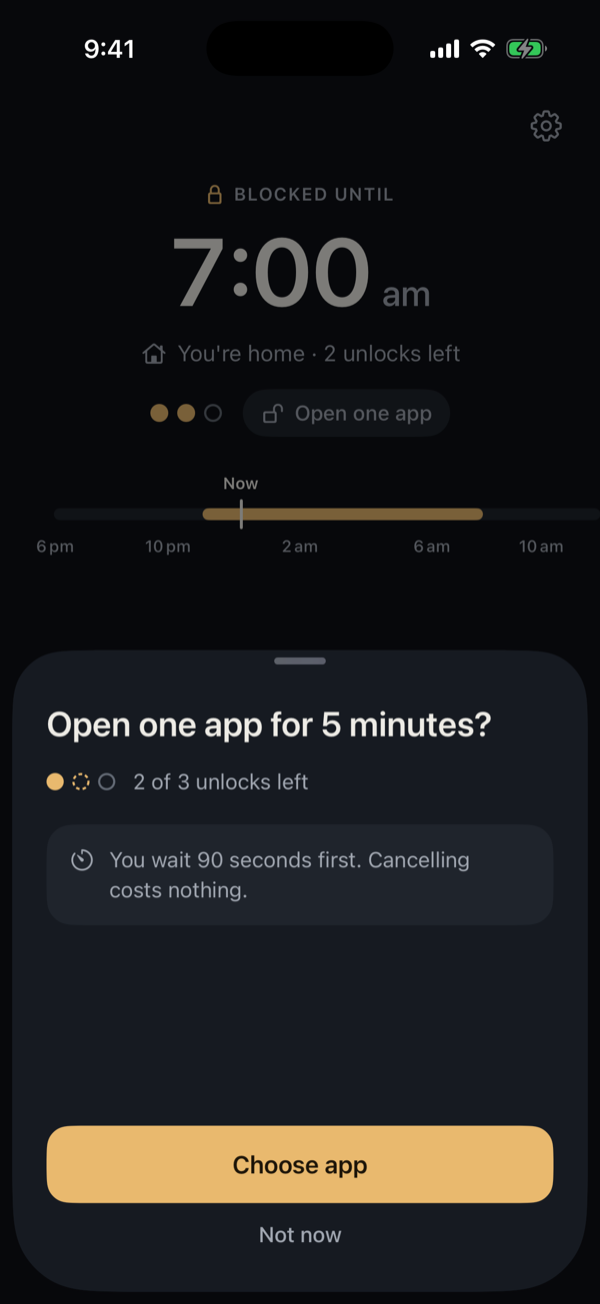 9:41
BLOCKED UNTIL
7:00 am
You're home · 2 unlocks left
Open one app
Now
6 pm 10 pm 2 am 6 am 10 am
Open one app for 5 minutes?
2 of 3 unlocks left
You wait 90 seconds first. Cancelling
costs nothing.
Choose app
Not now